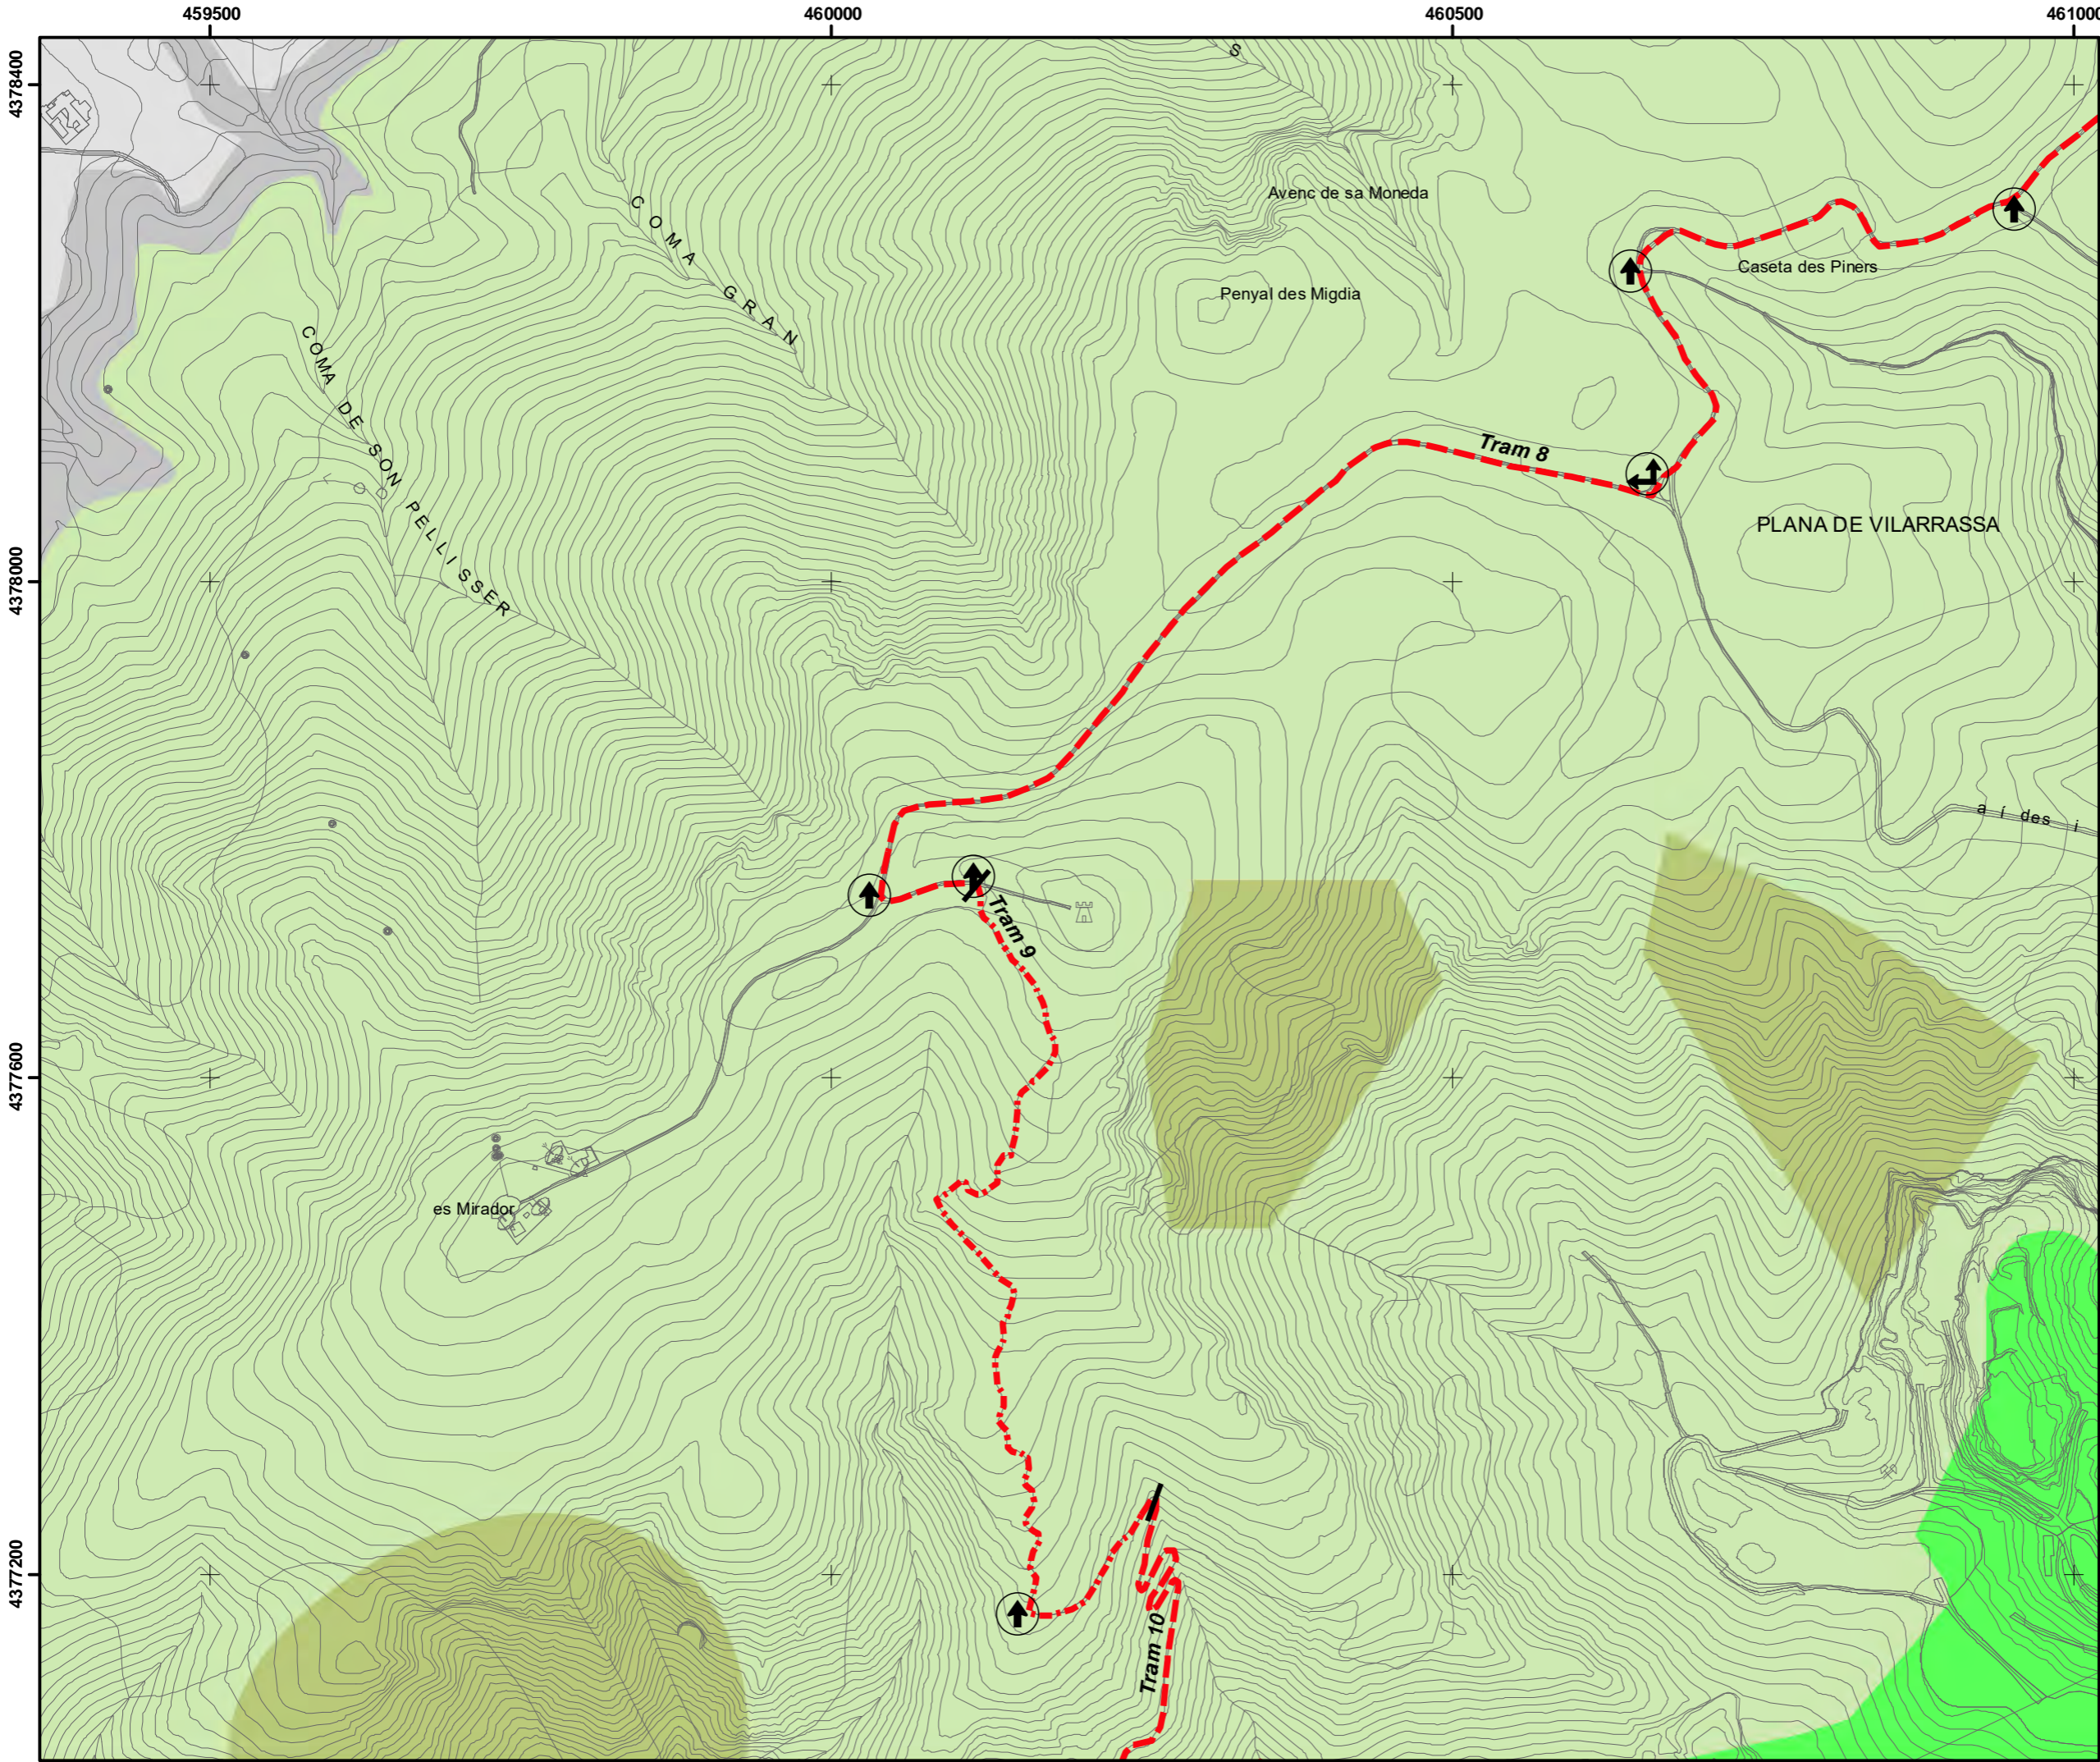 459500
460000
460500
461000
4378400
S
Avenc de sa Moneda
COMA GRAN
Caseta des Piners
Penyal des Migdia
COMA DE SON PELLISSER
Tram 8
PLANA DE VILARRASSA
4378000
a í des i
Tram 9
4377600
es Mirador
4377200
Tram 10